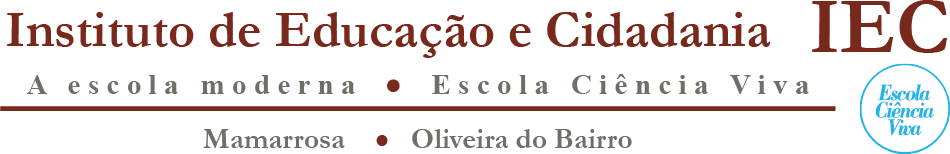 Instituto de Educação e Cidadania IEC
A escola moderna ● Escola Ciência Viva
Escola
Ciência
Viva
Mamarrosa ● Oliveira do Bairro